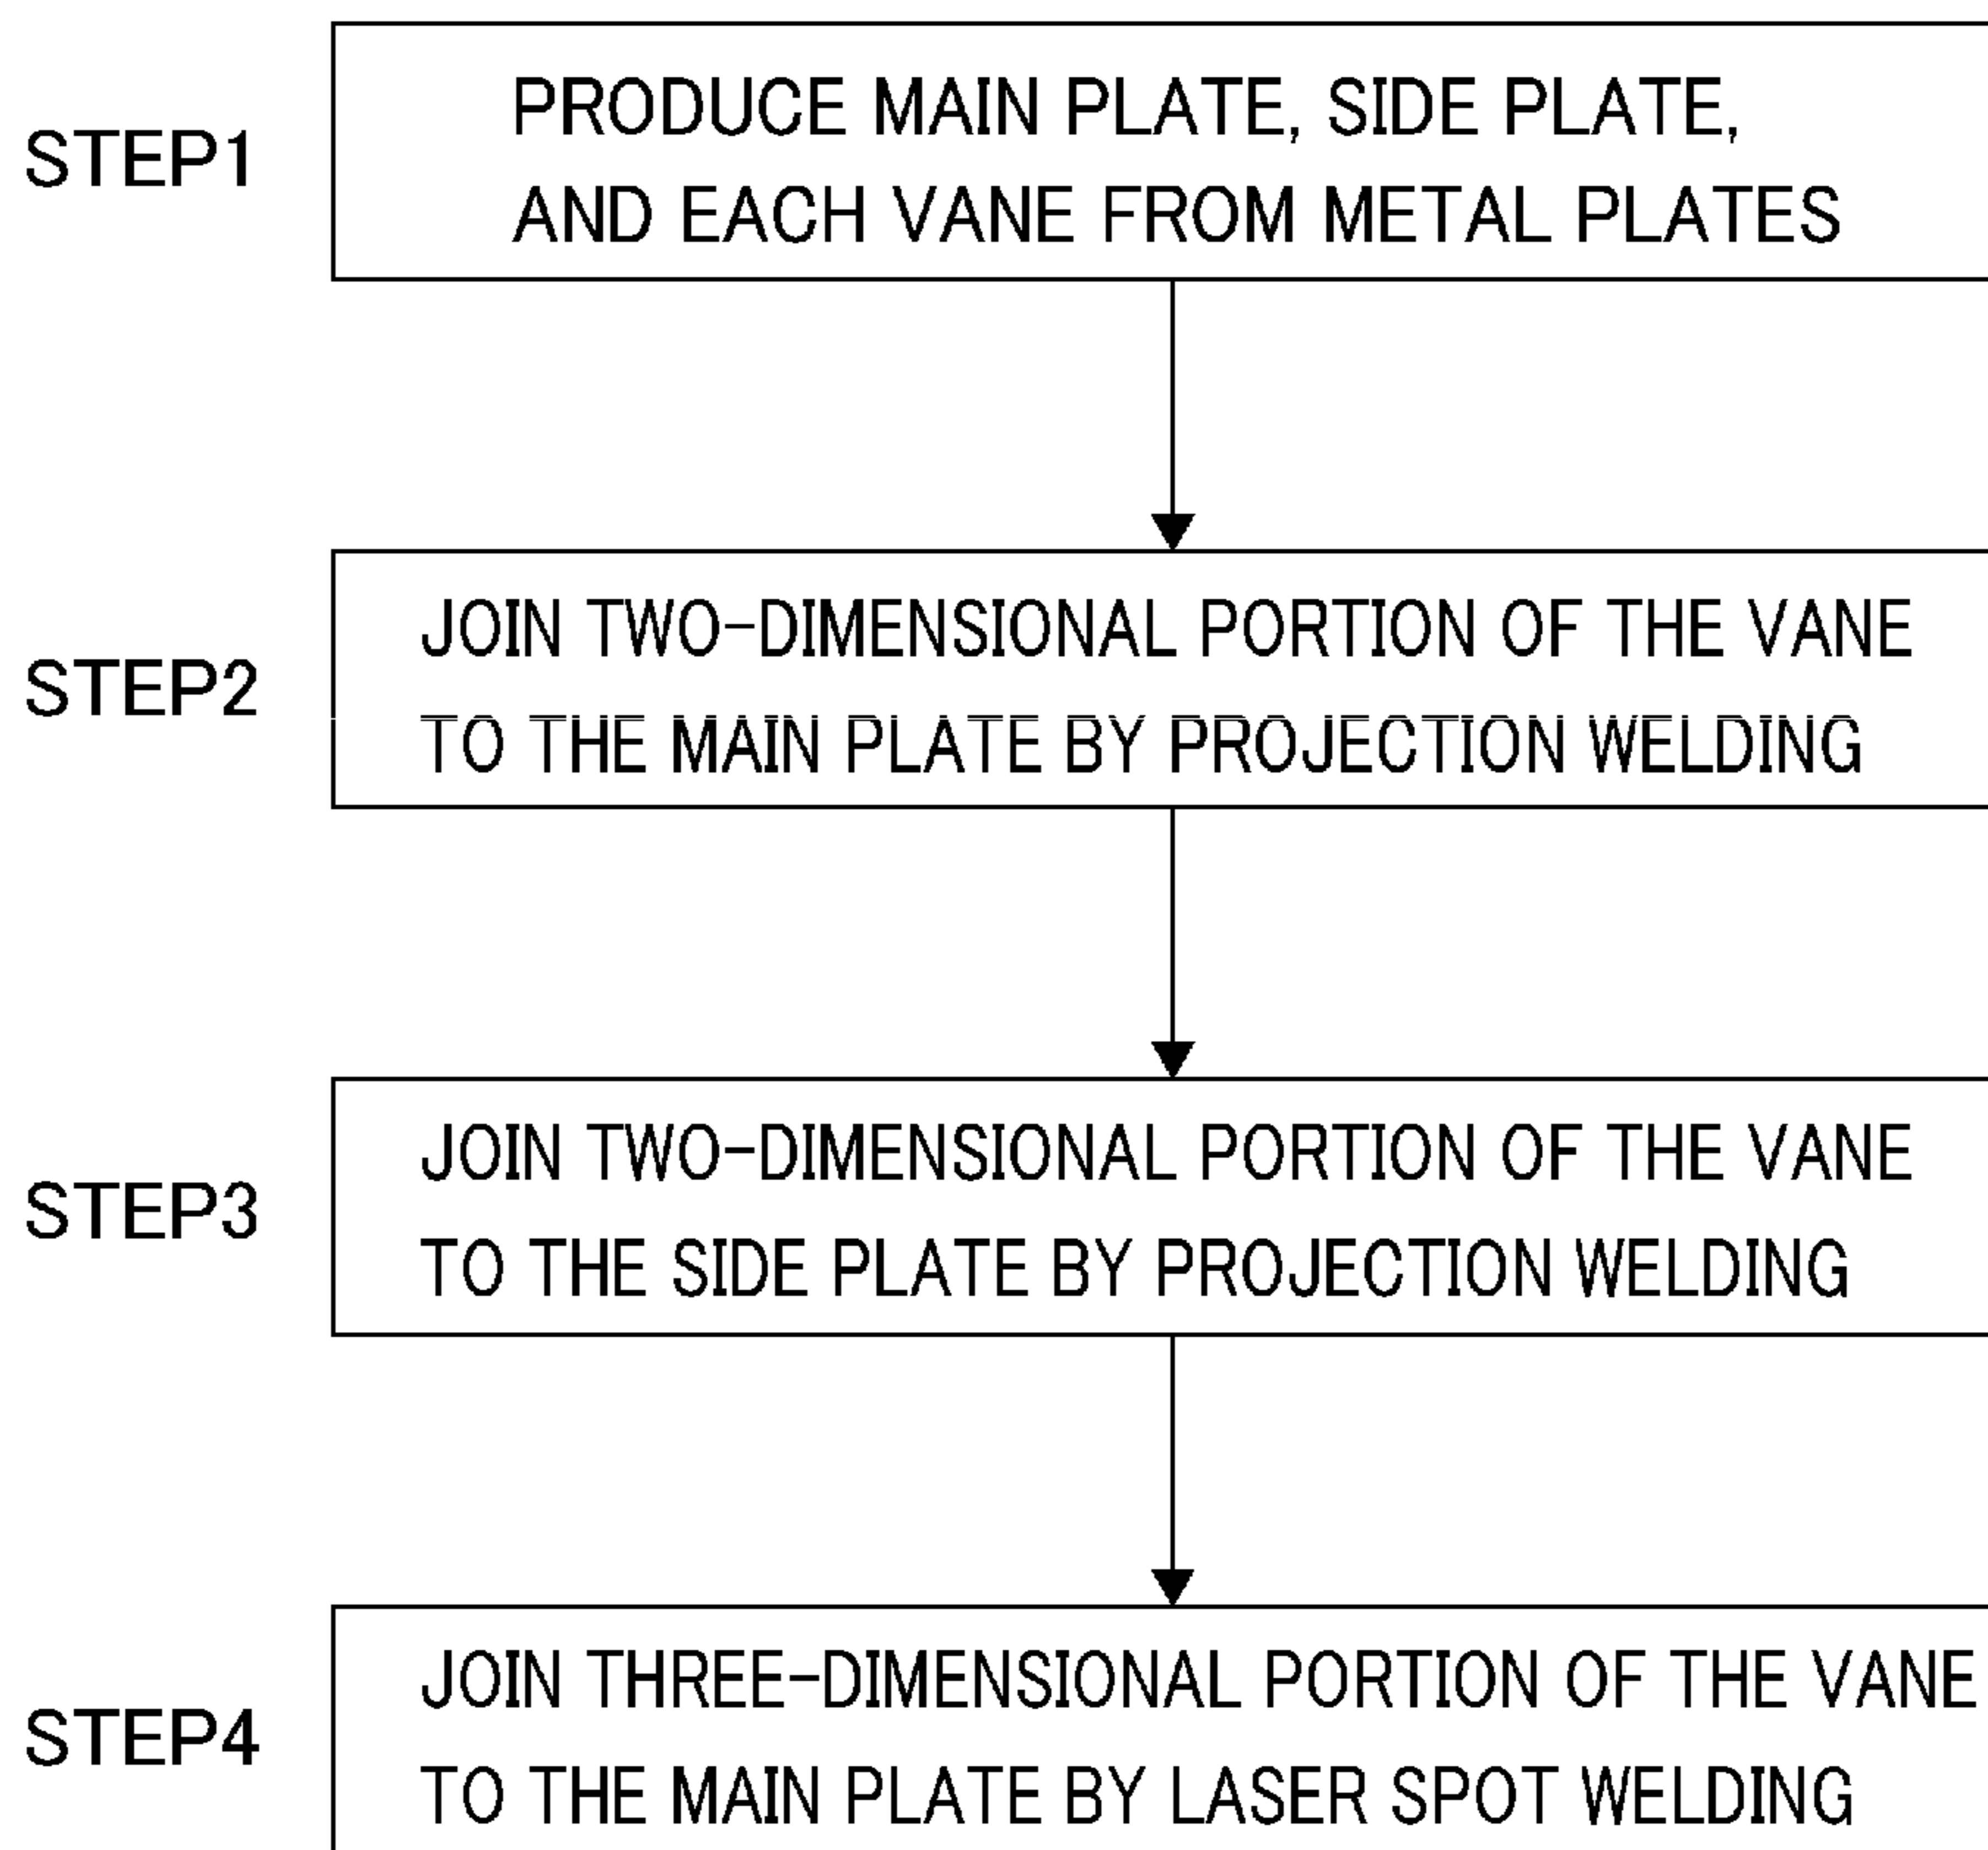 STEP1
PRODUCE MAIN PLATE, SIDE PLATE,
AND EACH VANE FROM METAL PLATES
STEP2
JOIN TWO-DIMENSIONAL PORTION OF THE VANE
TO THE MAIN PLATE BY PROJECTION WELDING
STEP3
JOIN TWO-DIMENSIONAL PORTION OF THE VANE
TO THE SIDE PLATE BY PROJECTION WELDING
STEP4
JOIN THREE-DIMENSIONAL PORTION OF THE VANE
TO THE MAIN PLATE BY LASER SPOT WELDING